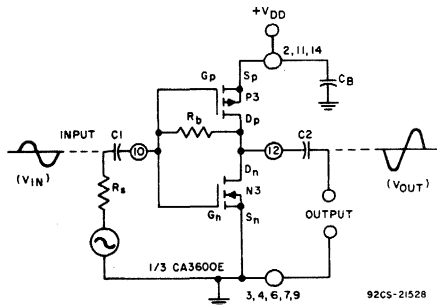 +VDD
2, 11, 14
Gp
Sp
P3
CB
Rb
Dp
INPUT
C1
10
12
C2
(VIN)
Rs
Dn
N3
Gn
Sn
(VOUT)
OUTPUT
1/3 CA3600E
3, 4, 6, 7, 9
92CS-21528